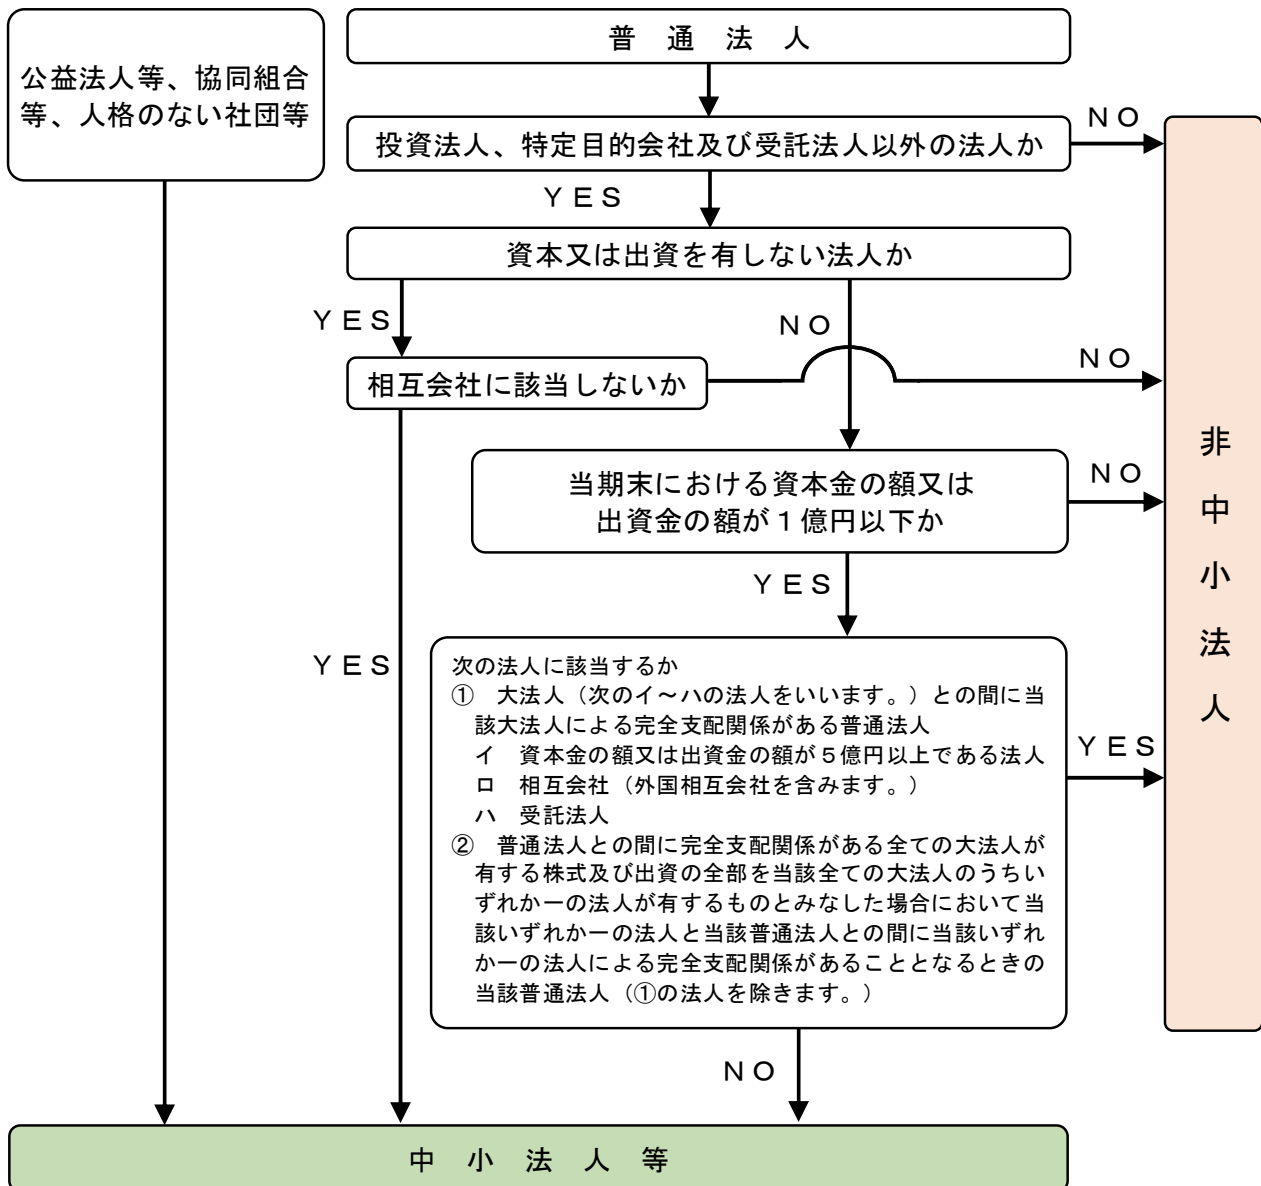 公益法人等、協同組合
等、人格のない社団等
普通法人
投資法人、特定目的会社及び受託法人以外の法人か
NO
YES
資本又は出資を有しない法人か
YES
NO
相互会社に該当しないか
NO
当期末における資本金の額又は
出資金の額が１億円以下か
NO
YES
YES
次の法人に該当するか
①　大法人（次のイ～ハの法人をいいます。）との間に当
該大法人による完全支配関係がある普通法人
イ　資本金の額又は出資金の額が５億円以上である法人
ロ　相互会社（外国相互会社を含みます。）
ハ　受託法人
②　普通法人との間に完全支配関係がある全ての大法人が
有する株式及び出資の全部を当該全ての大法人のうちい
ずれか一の法人が有するものとみなした場合において当
該いずれか一の法人と当該普通法人との間に当該いずれ
か一の法人による完全支配関係があることとなるときの
当該普通法人（①の法人を除きます。）
YES
NO
非中小法人
中小法人等